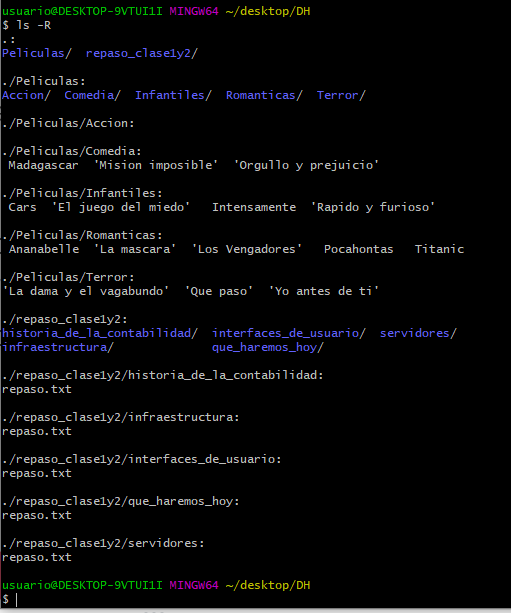 usuario@DESKTOP-9VTUI1I MINGW64 ~/desktop/DH
$ ls -R
.:
Peliculas/  repaso_clase1y2/
./Peliculas:
Accion/  Comedia/  Infantiles/  Romanticas/  Terror/
./Peliculas/Accion:
./Peliculas/Comedia:
 Madagascar  'Mision imposible'  'Orgullo y prejuicio'
./Peliculas/Infantiles:
 Cars  'El juego del miedo'   Intensamente  'Rapido y furioso'
./Peliculas/Romanticas:
 Ananabelle  'La mascara'  'Los Vengadores'   Pocahontas   Titanic
./Peliculas/Terror:
'La dama y el vagabundo'  'Que paso'  'Yo antes de ti'
./repaso_clase1y2:
historia_de_la_contabilidad/  interfaces_de_usuario/  servidores/
infraestructura/              que_haremos_hoy/
./repaso_clase1y2/historia_de_la_contabilidad:
repaso.txt
./repaso_clase1y2/infraestructura:
repaso.txt
./repaso_clase1y2/interfaces_de_usuario:
repaso.txt
./repaso_clase1y2/que_haremos_hoy:
repaso.txt
./repaso_clase1y2/servidores:
repaso.txt
usuario@DESKTOP-9VTUI1I MINGW64 ~/desktop/DH
$